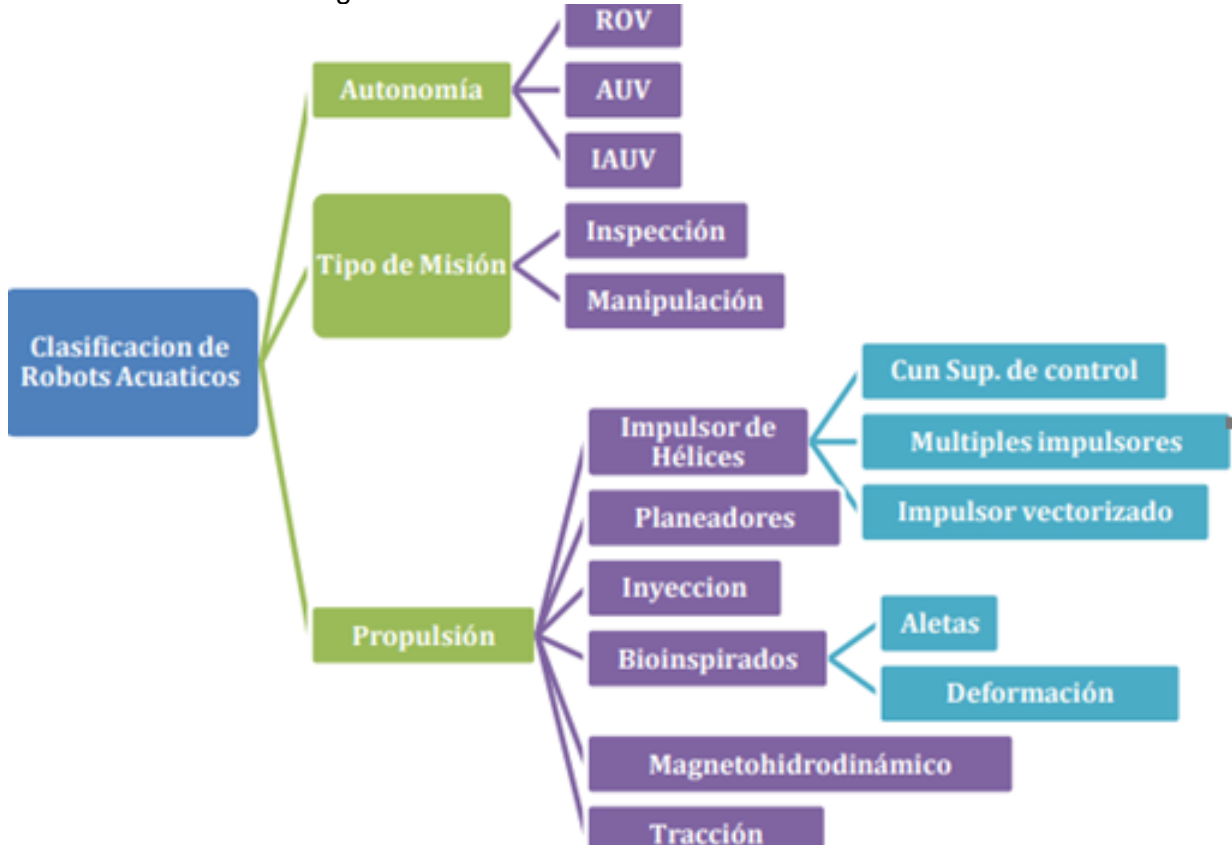 ROV
Autonomía
AUV
IAUV
Tipo de Misión
Inspección
Manipulación
Clasificacion de
Robots Acuaticos
Impulsor de
Hélices
Cun Sup. de control
Multiples impulsores
Impulsor vectorizado
Planeadores
Inyeccion
Propulsión
Bioinspirados
Aletas
Deformación
Magnetohidrodinámico
Tracción